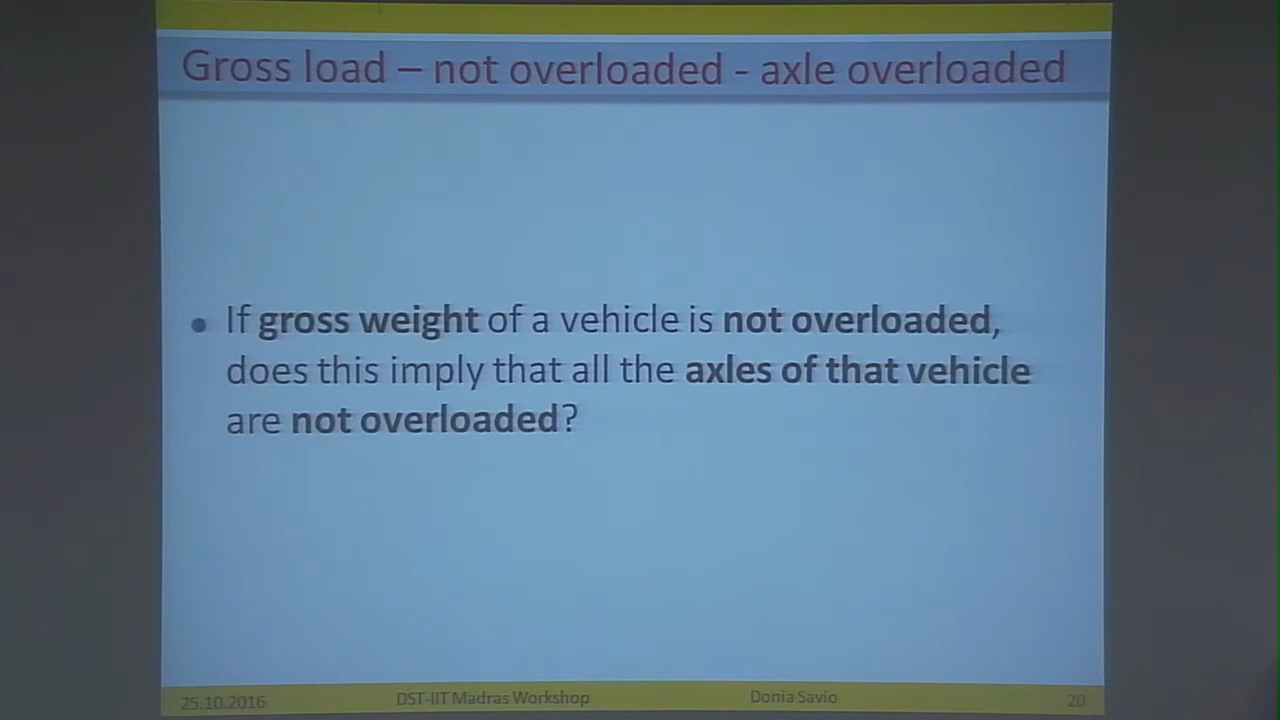 Gross load – not overloaded - axle overloaded
• If gross weight of a vehicle is not overloaded,
does this imply that all the axles of that vehicle
are not overloaded?
25.10.2016 DST-IIT Madras Workshop Donia Savio 20